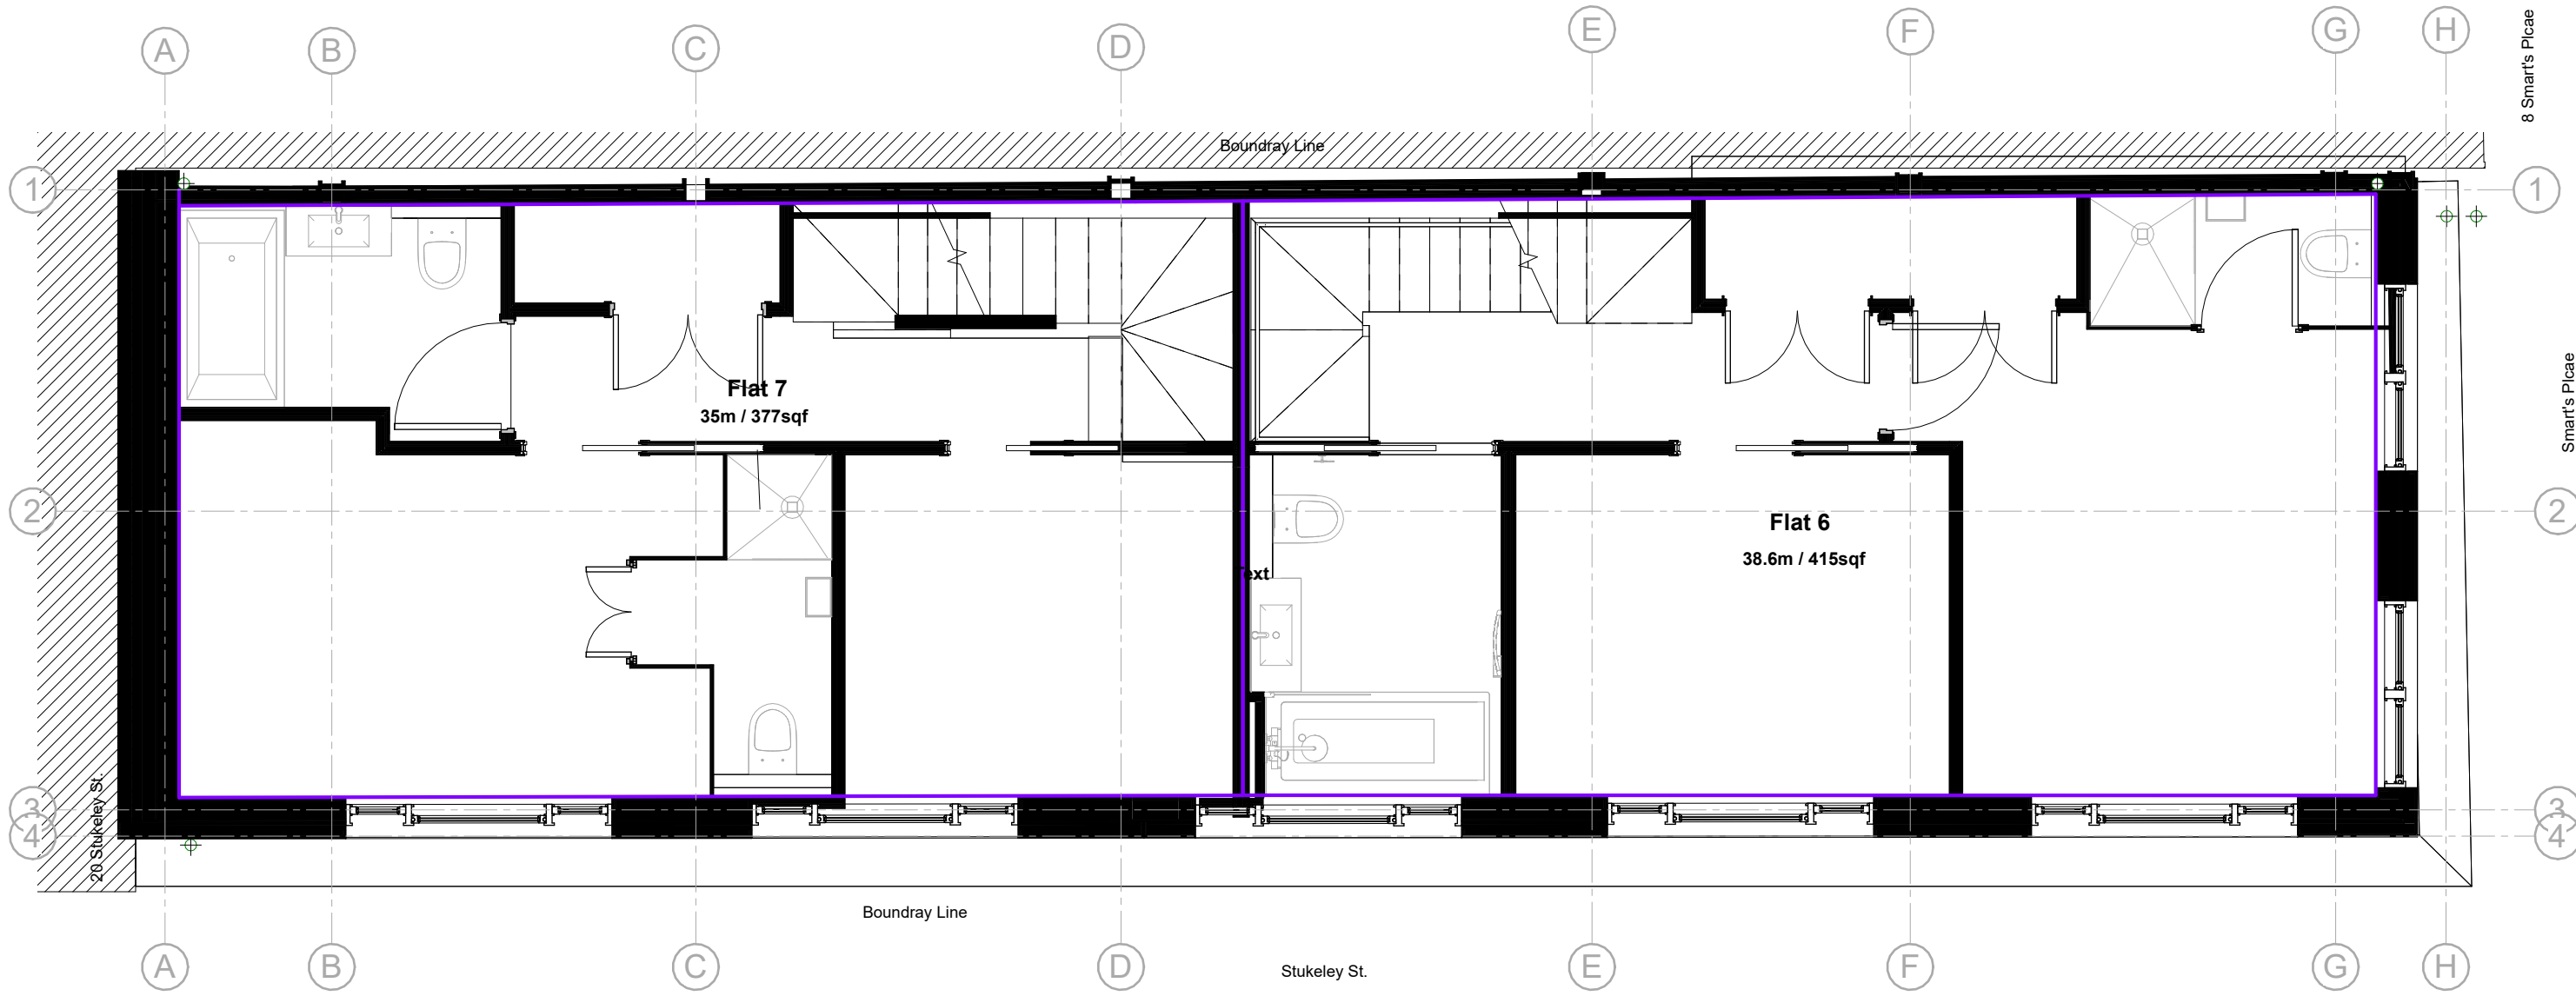 A B C D E F G H
8 Smart's Plcae
Boundray Line
1 1
Flat 7
35m / 377sqf
Smart's Plcae
2 2
Flat 6
38.6m / 415sqf
ext
20 Stukeley St.
3 3
4 4
Boundray Line
A B C D E F G H
Stukeley St.